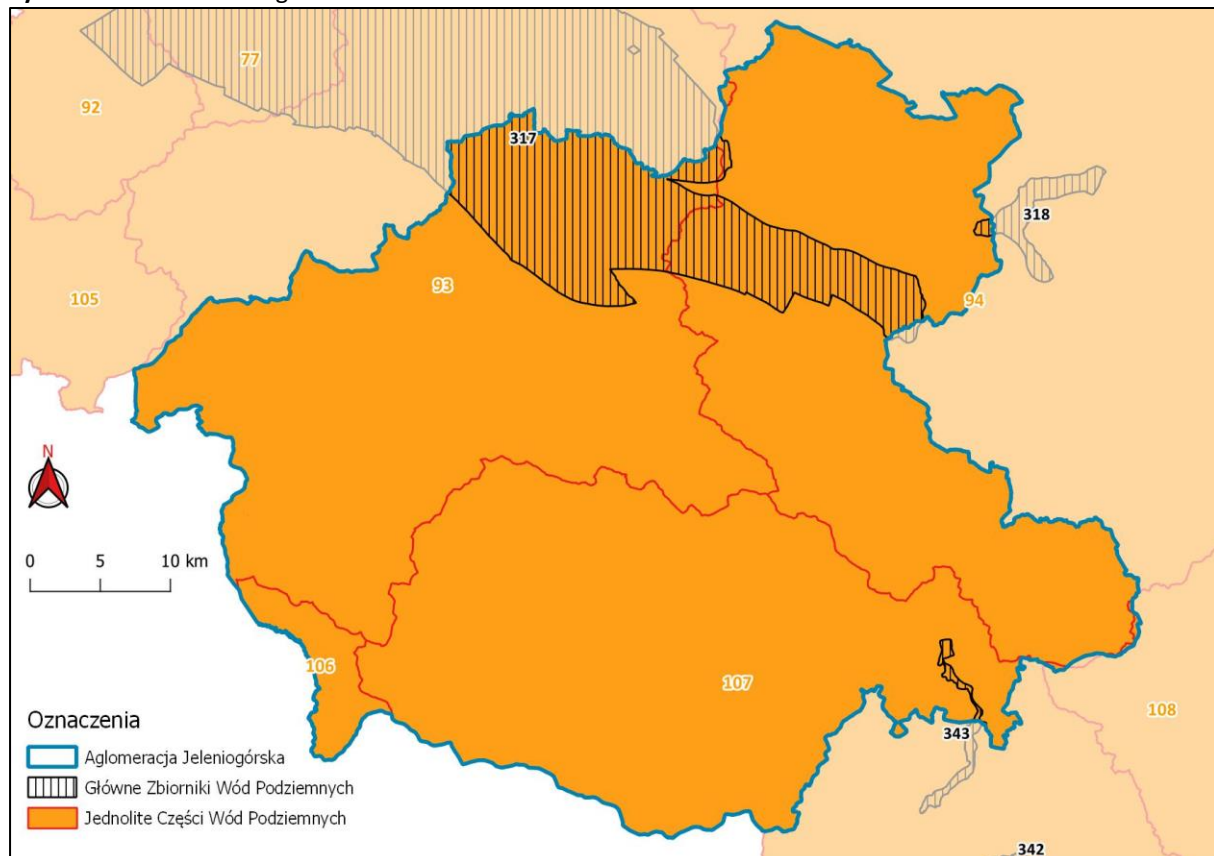 77
92
317
318
105
93
94
N
0 5 10 km
106
107
108
343
342
Oznaczenia
Aglomeracja Jeleniogórska
Główne Zbiorniki Wód Podziemnych
Jednolite Części Wód Podziemnych